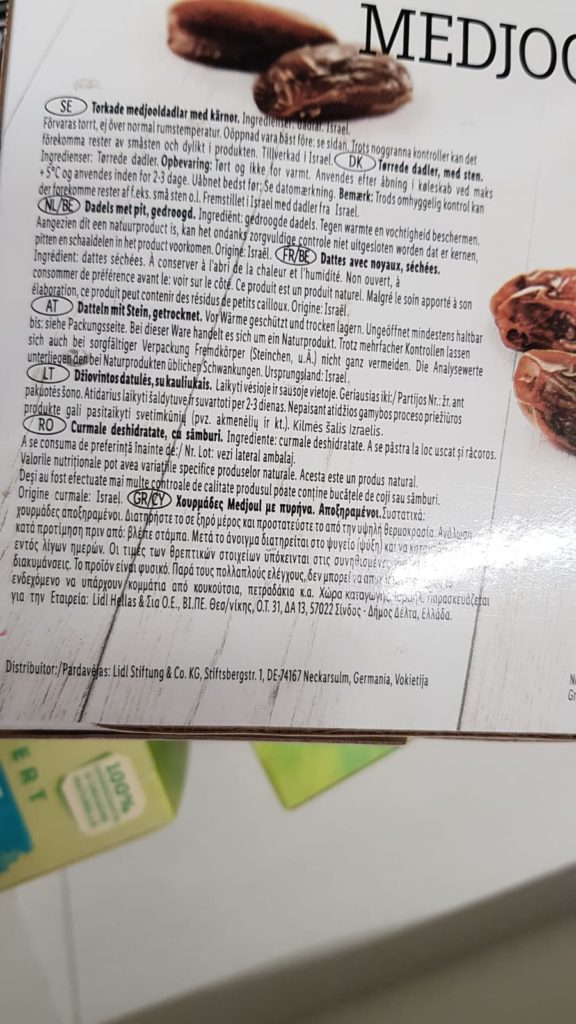 MEDJOO
SE Torkade medjooldadlar med kärnor. Ingredienser: dadlar. Israel.
Förvaras torrt, ej över normal rumstemperatur. Oöppnad vara bäst före: se sidan. Trots noggranna kontroller kan det
förekomma rester av småsten och dylikt i produkten. Tillverkad i Israel. DK Tørrede dadler, med sten.
Ingredienser: Tørrede dadler. Opbevaring: Tørt og ikke for varmt. Anvendes efter åbning i køleskab ved maks
+5°C og anvendes inden for 2-3 dage. Uåbnet bedst før: Se datomærkning. Bemærk: Trods omhyggelig kontrol kan
der forekomme rester af f.eks. små sten o.l. Fremstillet i Israel med dadler fra Israel.
NL/BE Dadels met pit, gedroogd. Ingrediënt: gedroogde dadels. Tegen warmte en vochtigheid beschermen.
Aangezien dit een natuurproduct is, kan het ondanks zorgvuldige controle niet uitgesloten worden dat er kernen,
pitten en schaaldelen in het product voorkomen. Origine: Israël. FR/BE Dattes avec noyaux, séchées.
Ingrédient: dattes séchées. À conserver à l'abri de la chaleur et l'humidité. Non ouvert, à
consommer de préférence avant le: voir sur le côté. Ce produit est un produit naturel. Malgré le soin apporté à son
élaboration, ce produit peut contenir des résidus de petits cailloux. Origine: Israël.
AT Datteln mit Stein, getrocknet. Vor Wärme geschützt und trocken lagern. Ungeöffnet mindestens haltbar
bis: siehe Packungsseite. Bei dieser Ware handelt es sich um ein Naturprodukt. Trotz mehrfacher Kontrollen lassen
sich auch bei sorgfältiger Verpackung Fremdkörper (Steinchen, u.Ä.) nicht ganz vermeiden. Die Analysewerte
unterliegen den bei Naturprodukten üblichen Schwankungen. Ursprungsland: Israel.
LT Džiovintos datulės, su kauliukais. Laikyti vėsioje ir sausoje vietoje. Geriausias iki:/ Partijos Nr.: žr. ant
pakuotės šono. Atidarius laikyti šaldytuve ir suvartoti per 2-3 dienas. Nepaisant atidžios gamybos proceso priežiūros
produkte gali pasitaikyti svetimkūnių (pvz. akmenėlių ir kt.). Kilmės šalis Izraelis.
RO Curmale deshidratate, cu sâmburi. Ingrediente: curmale deshidratate. A se păstra la loc uscat și răcoros.
A se consuma de preferință înainte de:/ Nr. Lot: vezi lateral ambalaj.
Valorile nutriționale pot avea variațiile specifice produselor naturale. Acesta este un produs natural.
Deși au fost efectuate mai multe controale de calitate produsul poate conține bucățele de coji sau sâmburi.
Origine curmale: Israel. GR/CY Χουρμάδες Medjoul με πυρήνα. Αποξηραμένοι. Συστατικά:
χουρμάδες αποξηραμένοι. Διατηρήστε το σε ξηρό μέρος και προστατεύστε το από την υψηλή θερμοκρασία. Ανάλωση
κατά προτίμηση πριν από: βλέπε στάμπα. Μετά το άνοιγμα διατηρείται στο ψυγείο (ψύξη) και να
εντός λίγων ημερών. Οι τιμές των θρεπτικών στοιχείων υπόκεινται στις συνηθισμένες
διακυμάνσεις. Το προϊόν είναι φυσικό. Παρά τους πολλαπλούς ελέγχους, δεν μπορεί να το
ενδεχόμενο να υπάρχουν κομμάτια από κουκούτσια, πετραδάκια κ.α. Χώρα καταγωγής: Παρασκευάζεται
για την Εταιρεία: Lidl Hellas & Σια Ο.Ε., ΒΙ.ΠΕ. Θεσ/νίκης, Ο.Τ. 31, ΔΑ 13, 57022 Σίνδος - Δήμος Δέλτα, Ελλάδα.
Distribuitor:/Pardavėjas: Lidl Stiftung & Co. KG, Stiftsbergstr. 1, DE-74167 Neckarsulm, Germania, Vokietija
ERT
100%